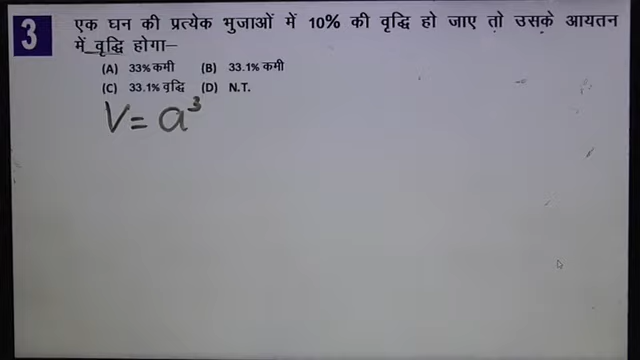 3
एक घन की प्रत्येक भुजाओं में 10% की वृद्धि हो जाए तो उसके आयतन
में वृद्धि होगा–
(A) 33% कमी (B) 33.1% कमी
(C) 33.1% वृद्धि (D) N.T.
V = a³